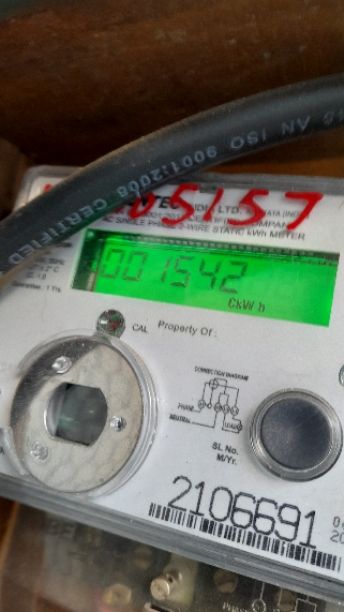 AN ISO 9001:2008 CERTIFIED
05157
LTD.
AC SINGLE PHASE 2-WIRE STATIC kWh METER
001542
CkWh
CAL Property Of :
CONNECTION DIAGRAM
PHASE
NEUTRAL
LOAD
SL No.
M/Yr.
2106691